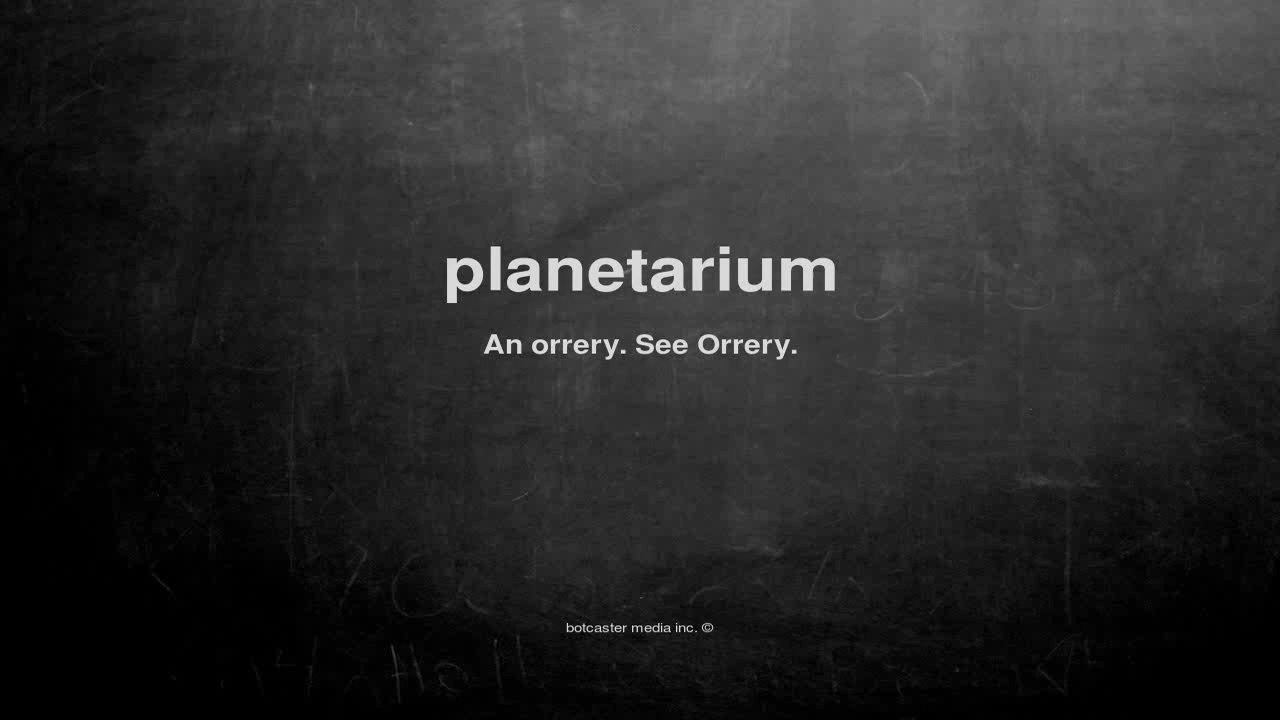 planetarium
An orrery. See Orrery.
botcaster media inc. ©